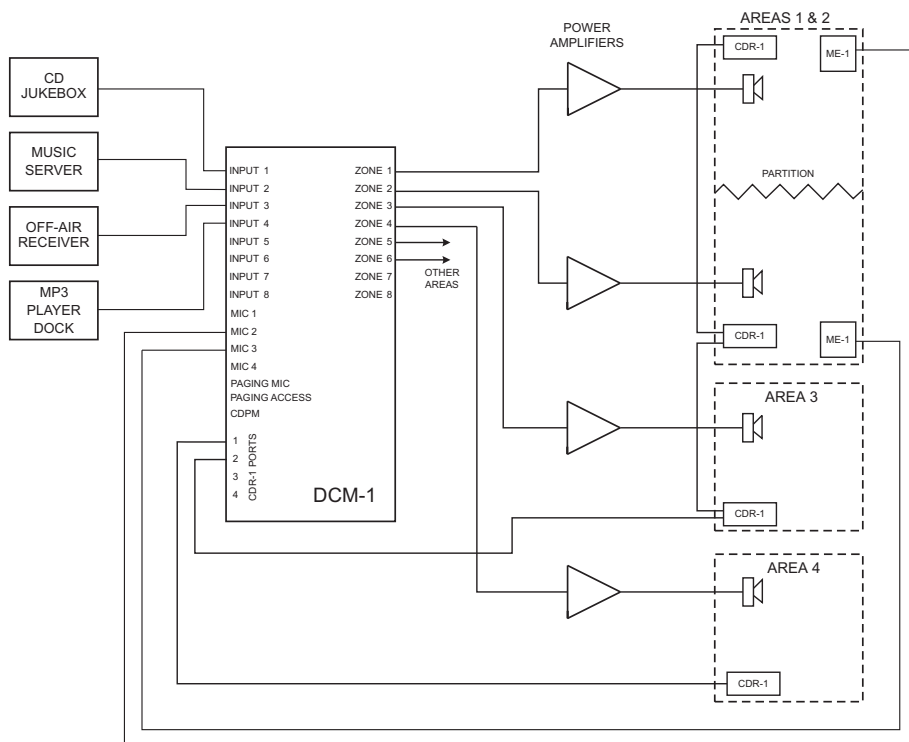 POWER
AMPLIFIERS
AREAS 1 & 2
CDR-1
ME-1
PARTITION
CDR-1
ME-1
CD
JUKEBOX
MUSIC
SERVER
OFF-AIR
RECEIVER
MP3
PLAYER
DOCK
INPUT 1
INPUT 2
INPUT 3
INPUT 4
INPUT 5
INPUT 6
INPUT 7
INPUT 8
MIC 1
MIC 2
MIC 3
MIC 4
PAGING MIC
PAGING ACCESS
CDPM
1
2
3
4
CDR-1 PORTS
ZONE 1
ZONE 2
ZONE 3
ZONE 4
ZONE 5
ZONE 6
ZONE 7
ZONE 8
DCM-1
OTHER
AREAS
AREA 3
CDR-1
AREA 4
CDR-1